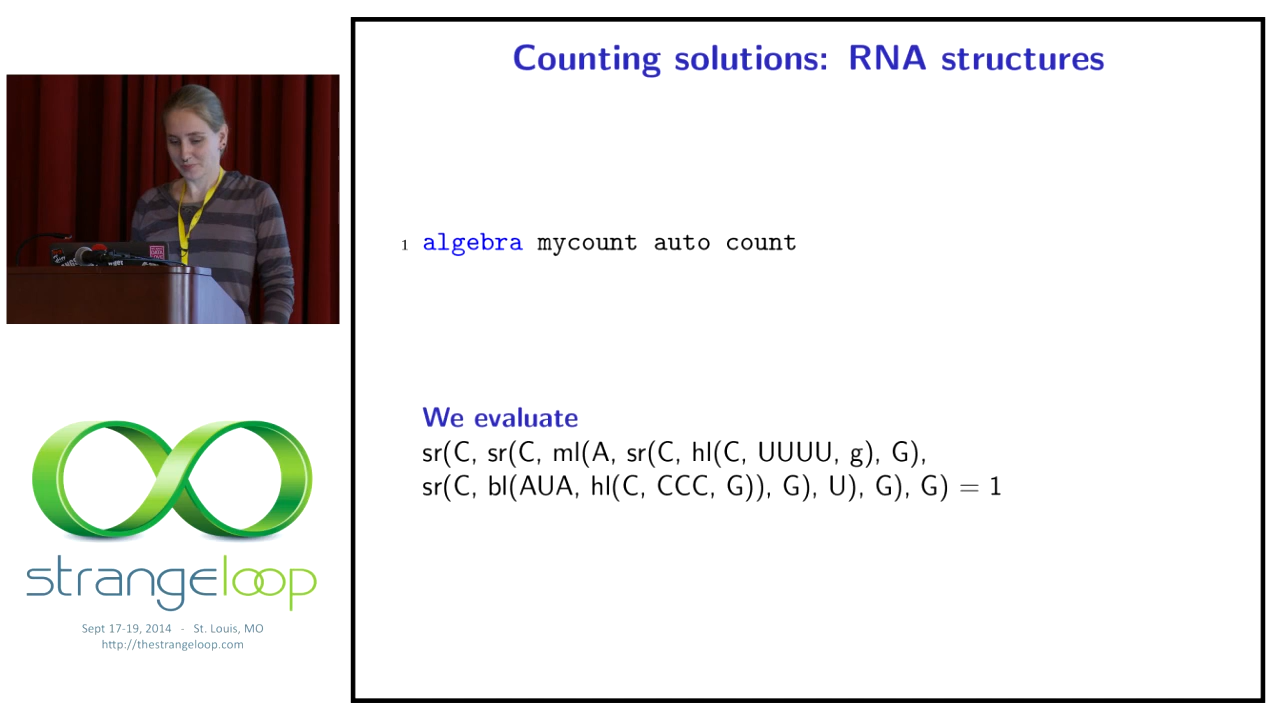 Counting solutions: RNA structures
1 algebra mycount auto count
We evaluate
sr(C, sr(C, ml(A, sr(C, hl(C, UUUU, g), G),
sr(C, bl(AUA, hl(C, CCC, G)), G), U), G), G) = 1
strangeloop
Sept 17-19, 2014 - St. Louis, MO
http://thestrangeloop.com